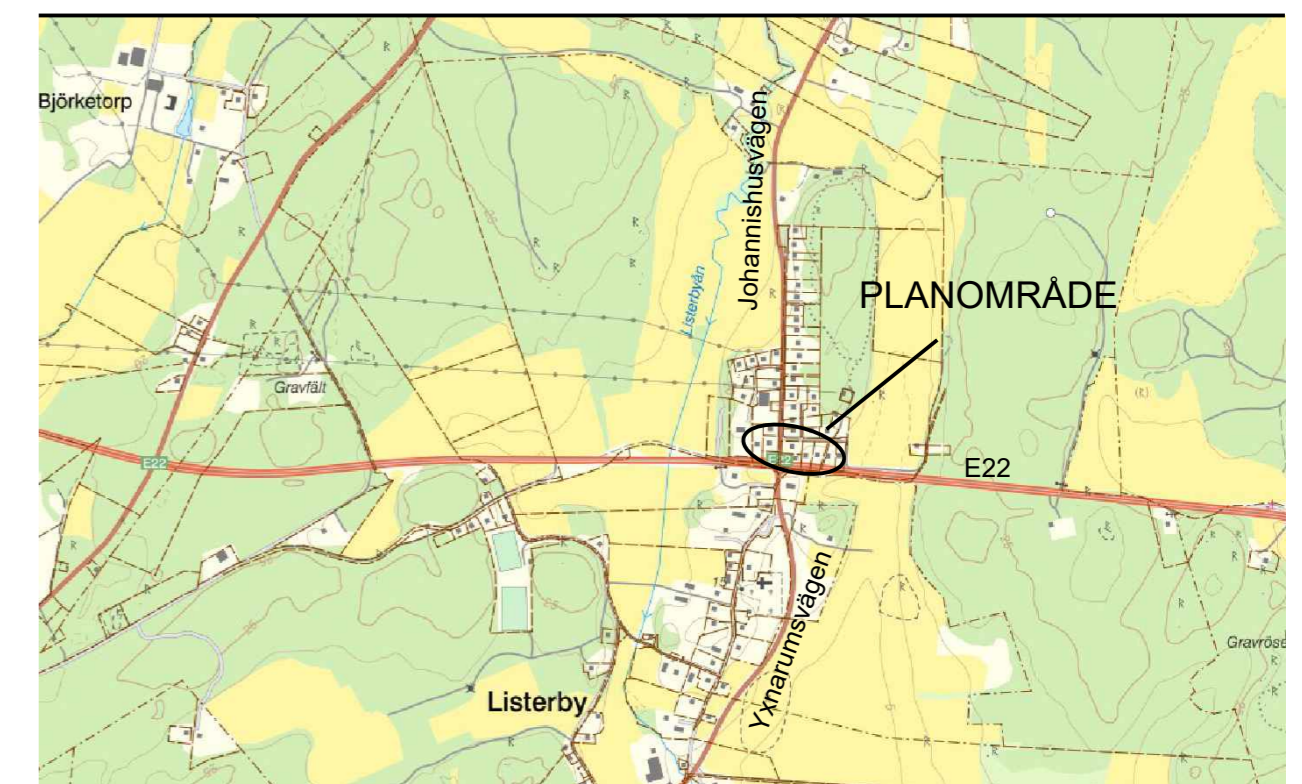 Björketorp
Johannishusvägen
PLANOMRÅDE
Listerbyån
Gravfält
E22
E22
E22
Gravröse
Yxnarumsvägen
Listerby